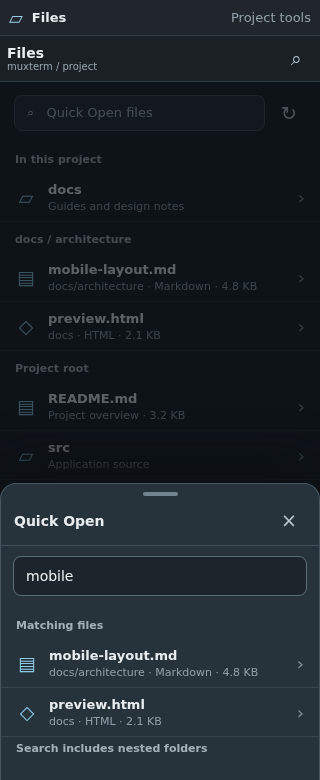 Files
Project tools
Files
muxterm / project
Quick Open files
In this project
docs
Guides and design notes
docs / architecture
mobile-layout.md
docs/architecture · Markdown · 4.8 KB
preview.html
docs · HTML · 2.1 KB
Project root
README.md
Project overview · 3.2 KB
src
Application source
Quick Open
mobile
Matching files
mobile-layout.md
docs/architecture · Markdown · 4.8 KB
preview.html
docs · HTML · 2.1 KB
Search includes nested folders